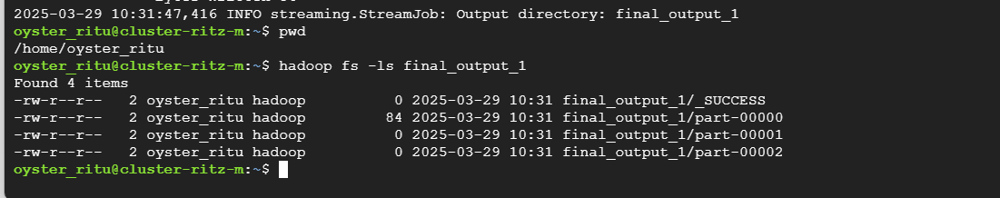 2025-03-29 10:31:47,416 INFO streaming.StreamJob: Output directory: final_output_1
oyster_ritu@cluster-ritz-m:~$ pwd
/home/oyster_ritu
oyster_ritu@cluster-ritz-m:~$ hadoop fs -ls final_output_1
Found 4 items
-rw-r--r--   2 oyster_ritu hadoop          0 2025-03-29 10:31 final_output_1/_SUCCESS
-rw-r--r--   2 oyster_ritu hadoop         84 2025-03-29 10:31 final_output_1/part-00000
-rw-r--r--   2 oyster_ritu hadoop          0 2025-03-29 10:31 final_output_1/part-00001
-rw-r--r--   2 oyster_ritu hadoop          0 2025-03-29 10:31 final_output_1/part-00002
oyster_ritu@cluster-ritz-m:~$